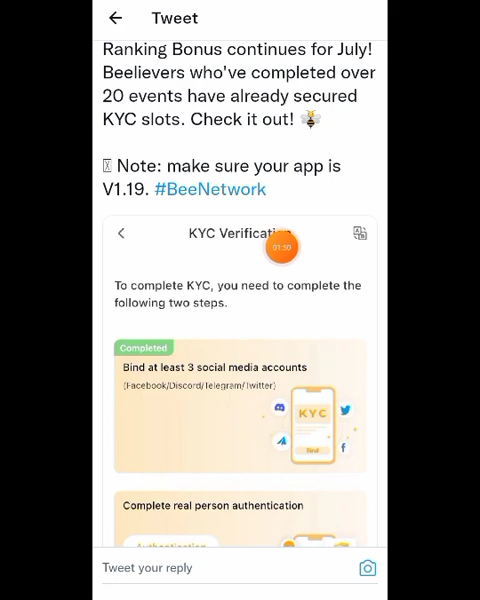 Tweet
Ranking Bonus continues for July!
Beelievers who've completed over
20 events have already secured
KYC slots. Check it out! 🐝
Note: make sure your app is
V1.19. #BeeNetwork
KYC Verification
01:30
To complete KYC, you need to complete the
following two steps.
Completed
Bind at least 3 social media accounts
(Facebook/Discord/Telegram/Twitter)
KYC
Bind
Complete real person authentication
Authentication
Tweet your reply